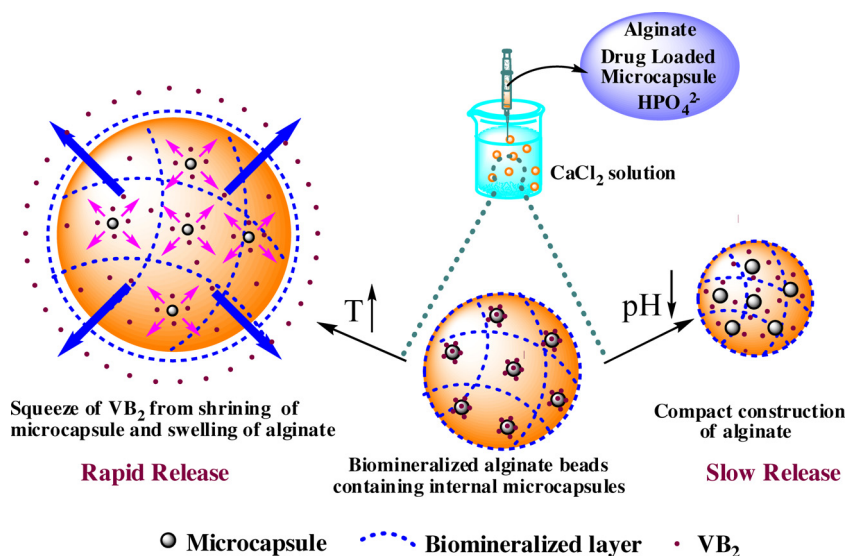 Alginate
Drug Loaded
Microcapsule
HPO₄²⁻
CaCl₂ solution
T
pH
Squeeze of VB₂ from shrining of
microcapsule and swelling of alginate
Rapid Release
Biomineralized alginate beads
containing internal microcapsules
Compact construction
of alginate
Slow Release
Microcapsule
Biomineralized layer
VB₂